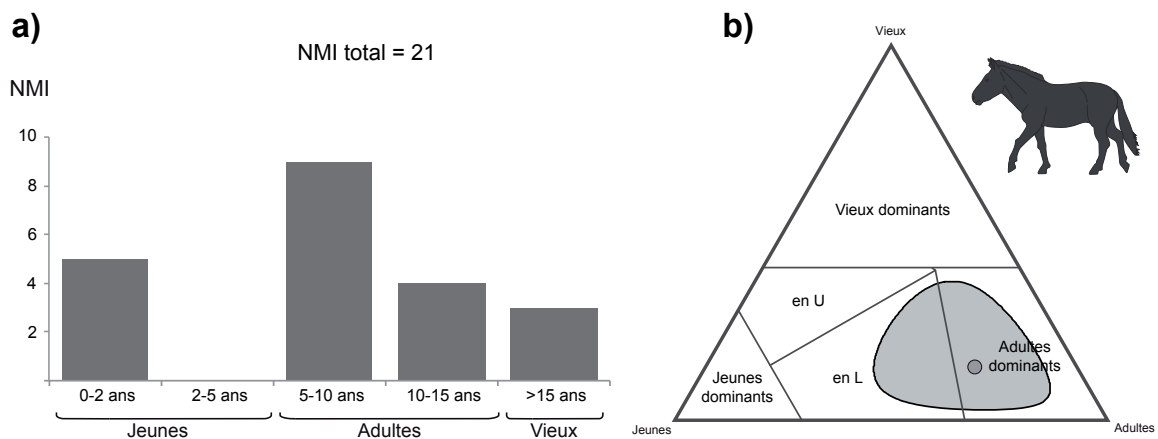 a)
NMI total = 21
NMI
10
8
6
4
2
0-2 ans
2-5 ans
5-10 ans
10-15 ans
>15 ans
Jeunes
Adultes
Vieux
b)
Vieux
Vieux dominants
en U
Adultes
dominants
en L
Jeunes
dominants
Jeunes
Adultes